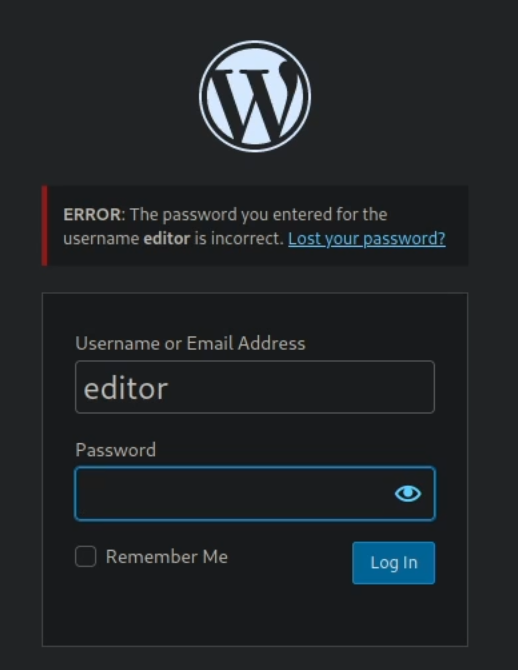 ERROR: The password you entered for the
username editor is incorrect. Lost your password?
Username or Email Address
editor
Password
Remember Me
Log In